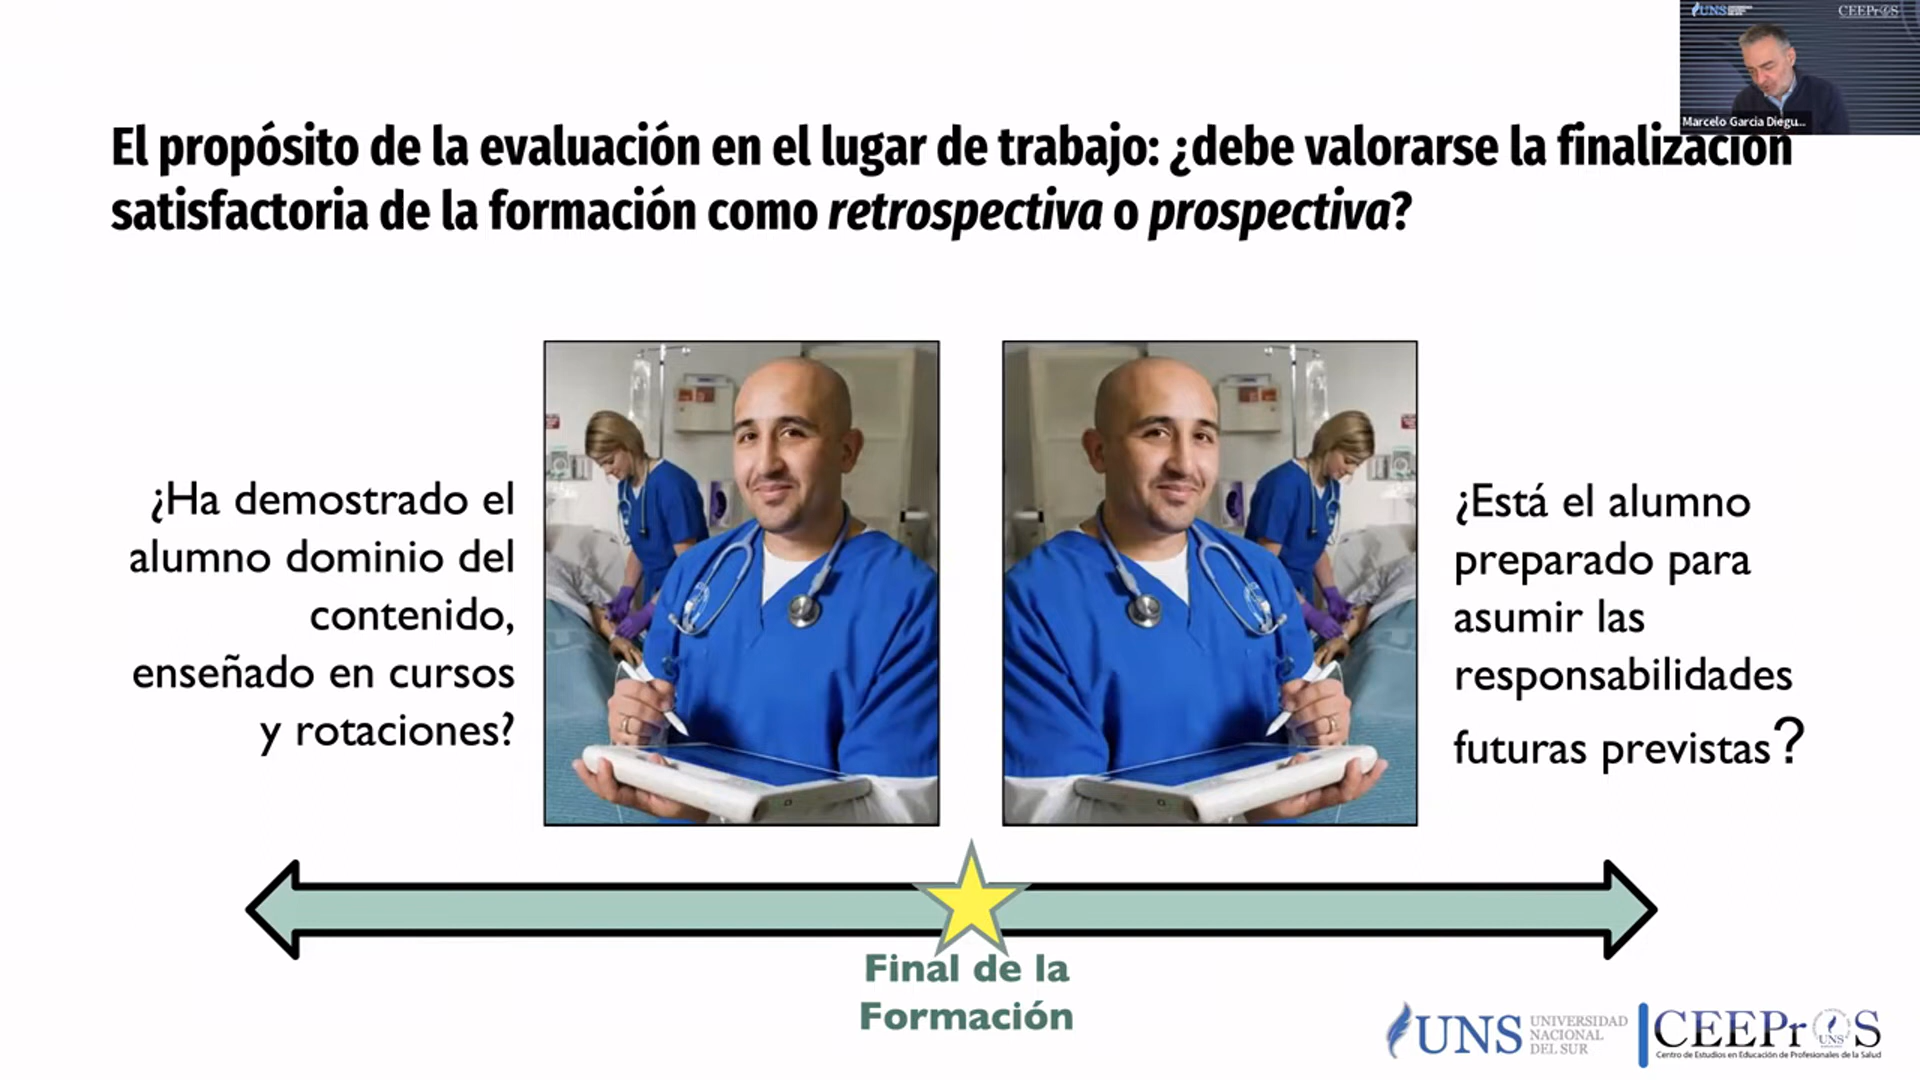 UNS
CEEPrOS
Marcelo Garcia Diegu...
El propósito de la evaluación en el lugar de trabajo: ¿debe valorarse la finalización
satisfactoria de la formación como retrospectiva o prospectiva?
¿Ha demostrado el
alumno dominio del
contenido,
enseñado en cursos
y rotaciones?
¿Está el alumno
preparado para
asumir las
responsabilidades
futuras previstas?
Final de la
Formación
UNS
UNIVERSIDAD
NACIONAL
DEL SUR
CEEPrOS
UNS
Centro de Estudios en Educación de Profesionales de la Salud